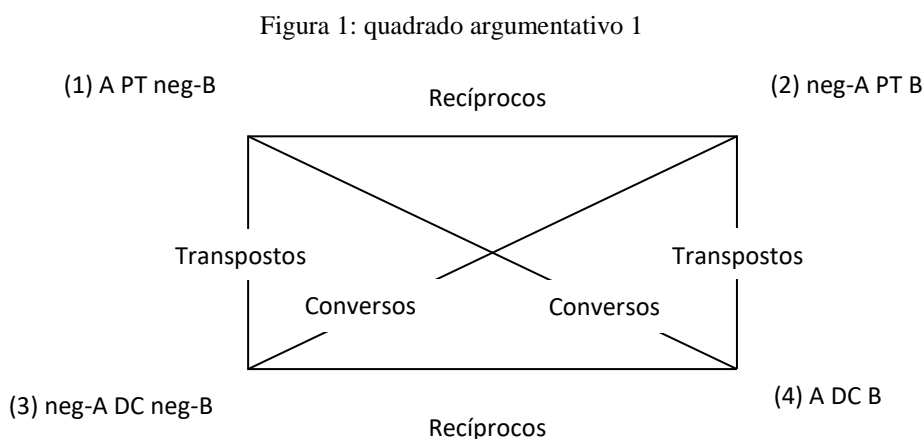 Figura 1: quadrado argumentativo 1
(1) A PT neg-B
Recíprocos
(2) neg-A PT B
Transpostos
Transpostos
Conversos
Conversos
(3) neg-A DC neg-B
(4) A DC B
Recíprocos